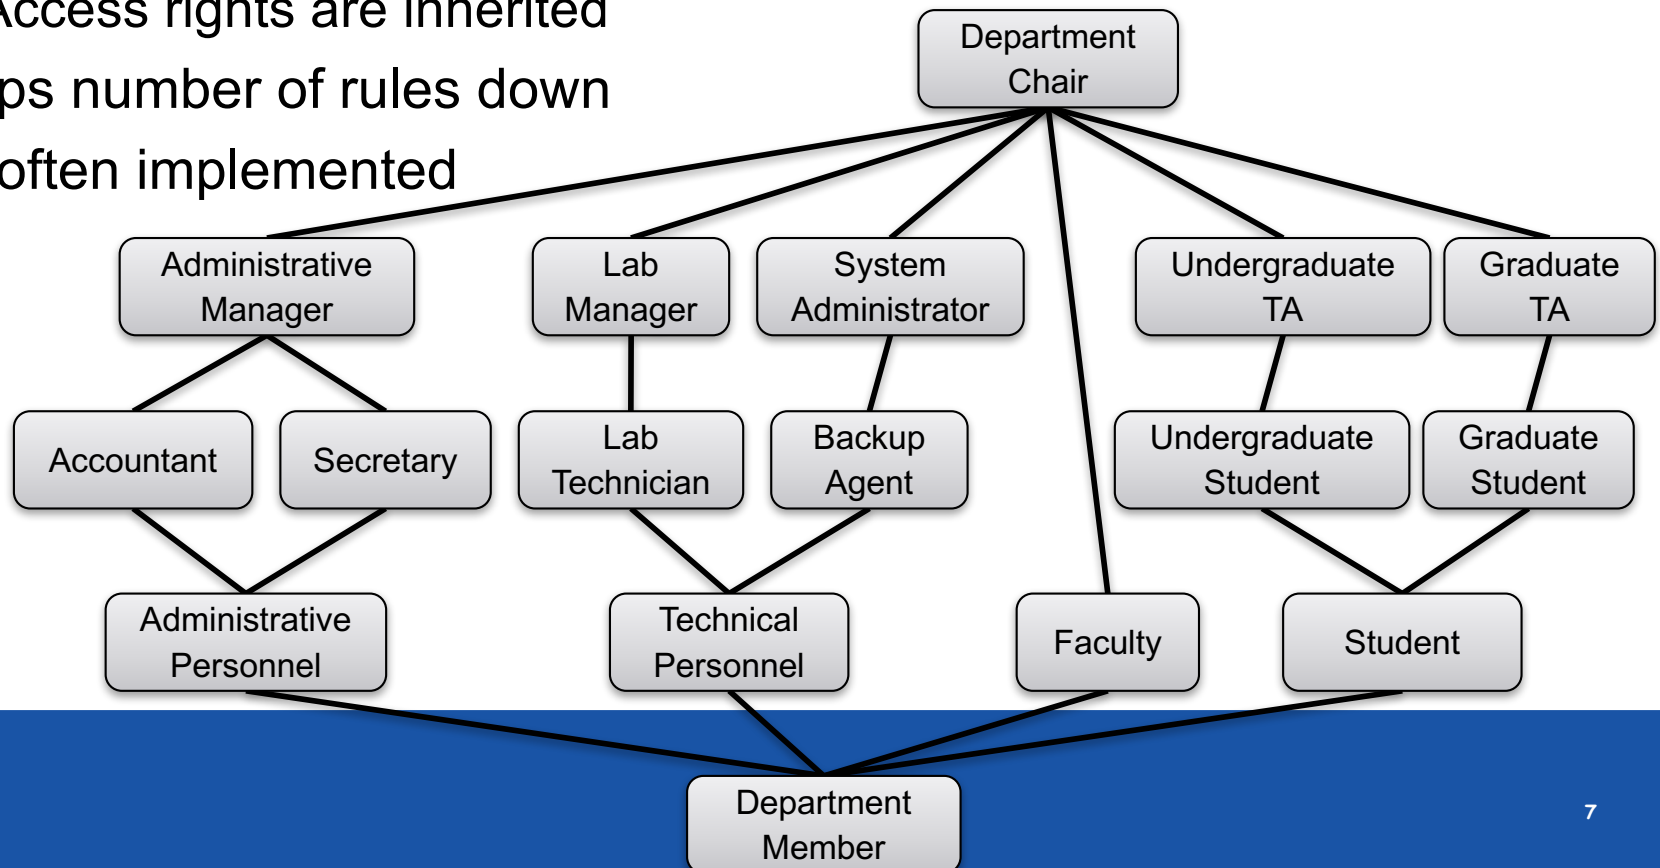 Access rights are inherited
ps number of rules down
often implemented
Department
Chair
Administrative
Manager
Lab
Manager
System
Administrator
Undergraduate
TA
Graduate
TA
Accountant
Secretary
Lab
Technician
Backup
Agent
Undergraduate
Student
Graduate
Student
Administrative
Personnel
Technical
Personnel
Faculty
Student
Department
Member
7